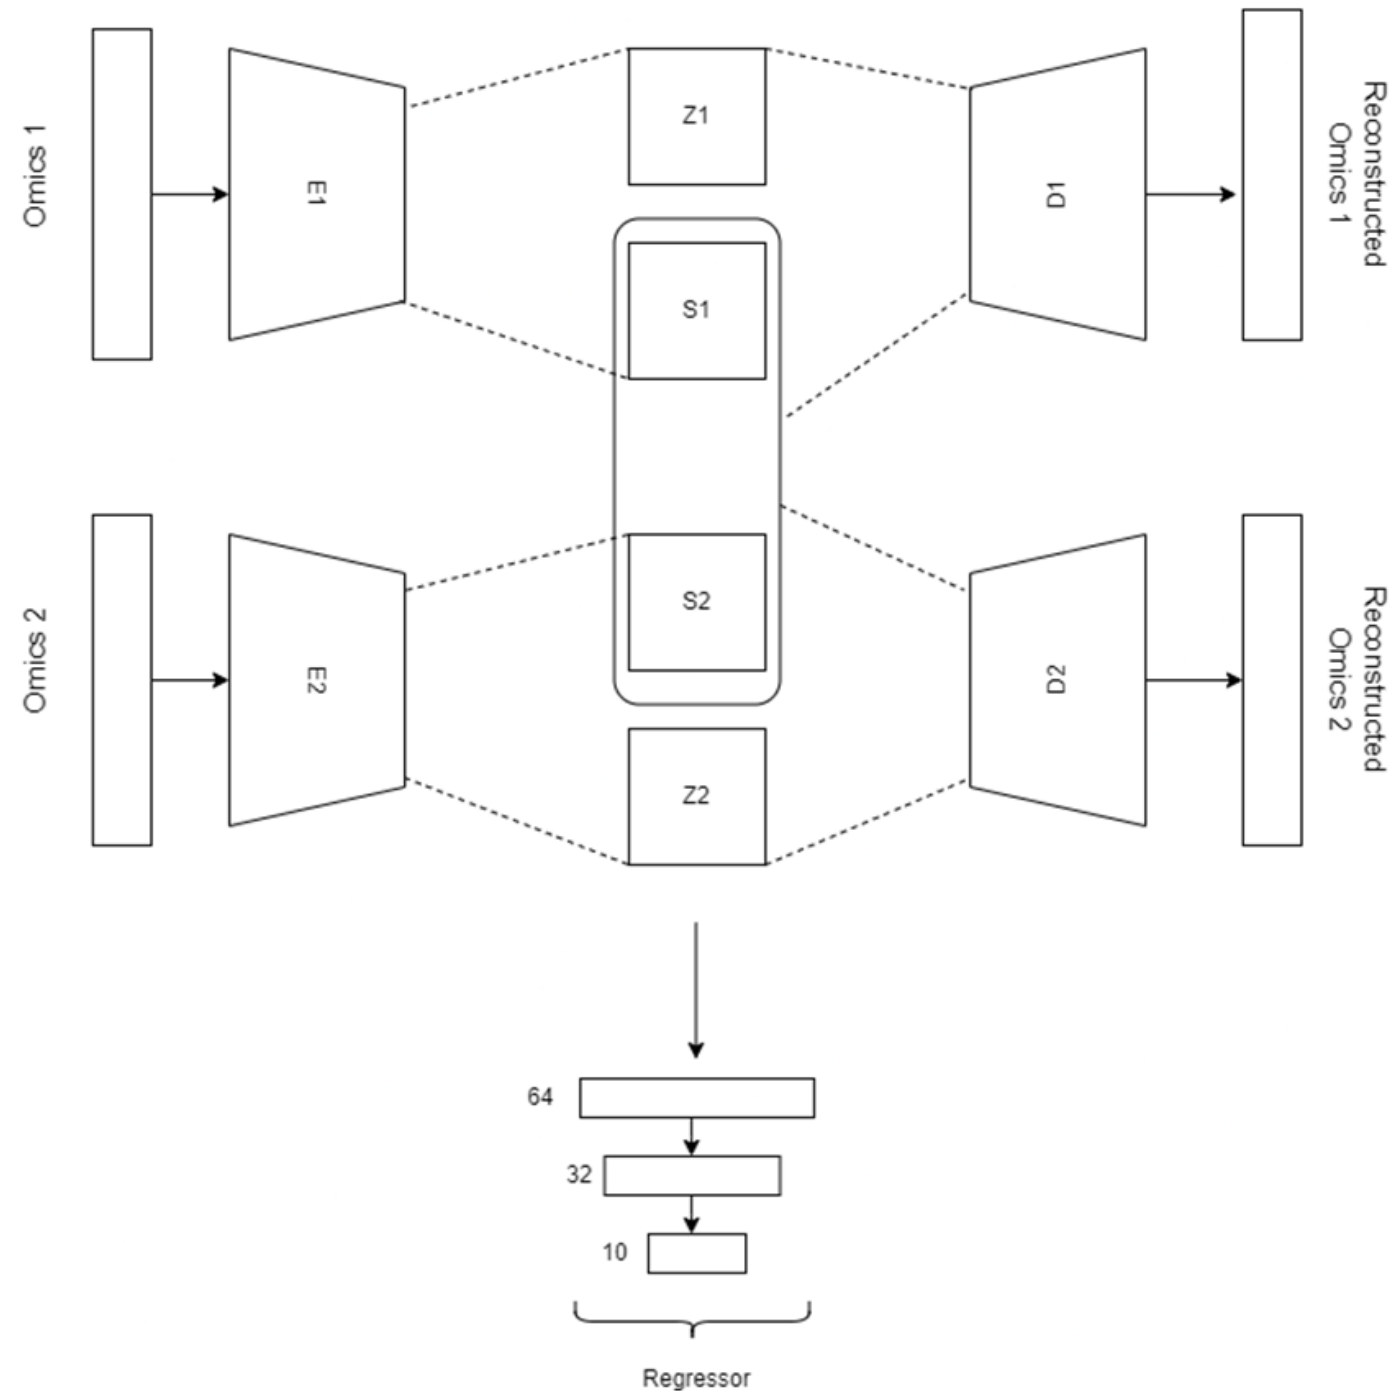 Omics 1
E1
Z1
S1
D1
Reconstructed
Omics 1
Omics 2
E2
S2
Z2
D2
Reconstructed
Omics 2
64
32
10
Regressor